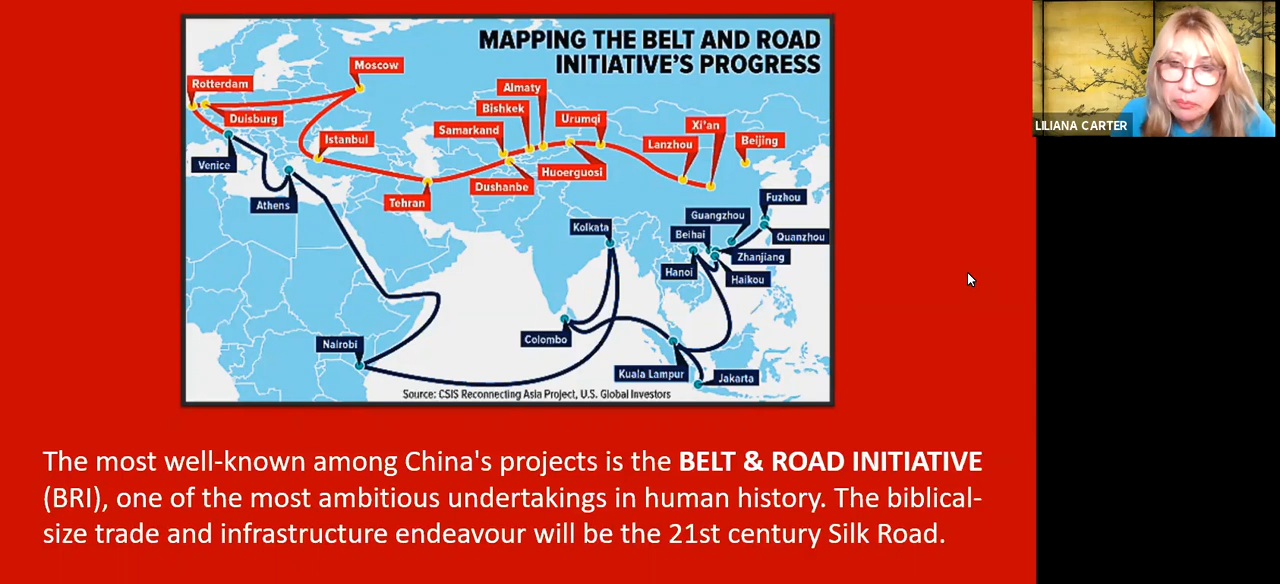 MAPPING THE BELT AND ROAD
INITIATIVE'S PROGRESS
Moscow
Rotterdam
Duisburg
Almaty
Bishkek
Urumqi
Xi'an
Samarkand
Istanbul
Lanzhou
Beijing
Venice
Huoerguosi
Dushanbe
Tehran
Athens
Fuzhou
Guangzhou
Kolkata
Beihai
Quanzhou
Zhanjiang
Hanoi
Haikou
Nairobi
Colombo
Kuala Lampur
Jakarta
Source: CSIS Reconnecting Asia Project, U.S. Global Investors
The most well-known among China's projects is the BELT & ROAD INITIATIVE
(BRI), one of the most ambitious undertakings in human history. The biblical-
size trade and infrastructure endeavour will be the 21st century Silk Road.
LILIANA CARTER